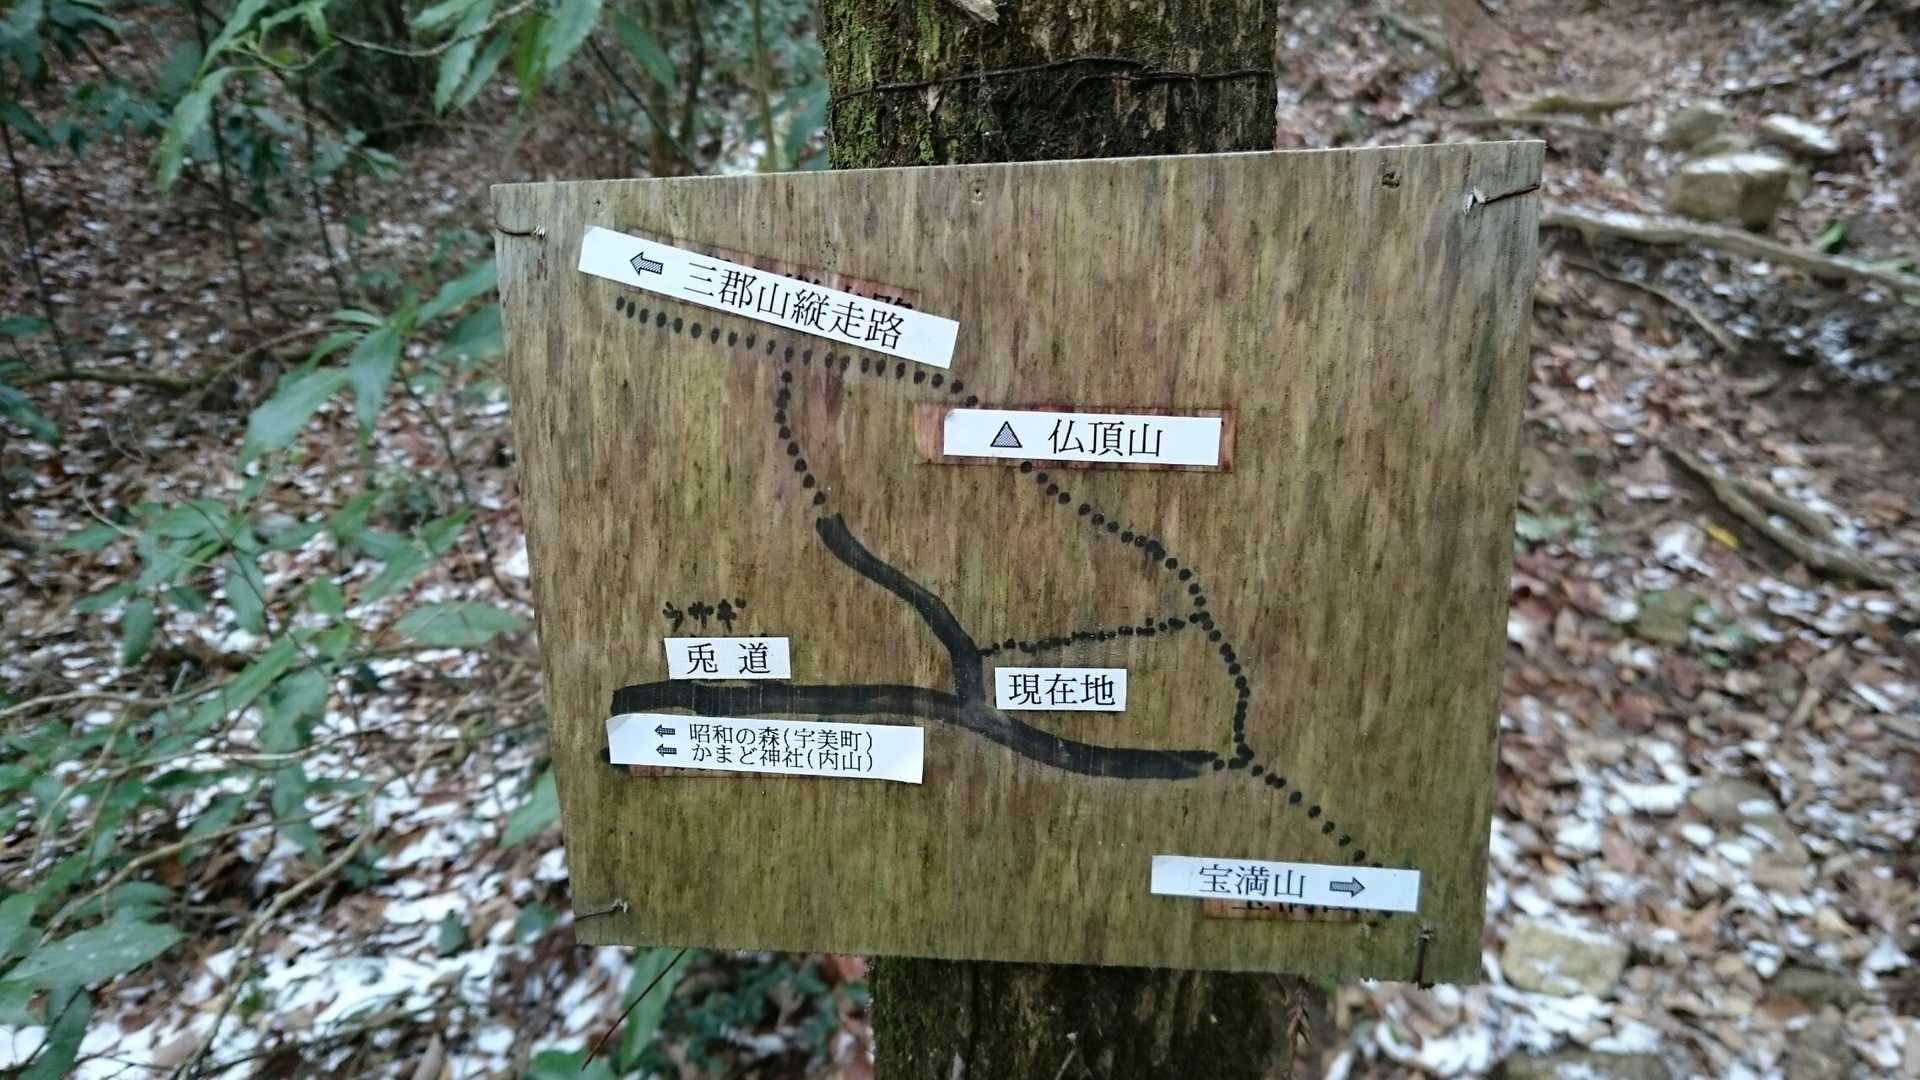 ← 三郡山縦走路
△ 仏頂山
ウサギ
兎 道
現在地
← 昭和の森(宇美町)
← かまど神社(内山)
宝満山 →